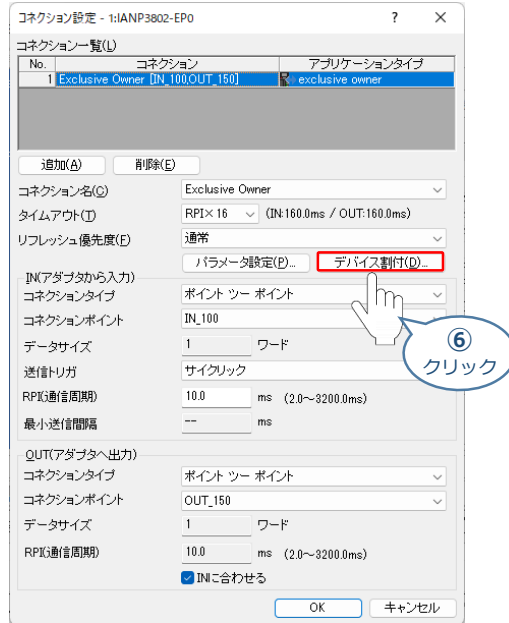 コネクション設定 - 1:IANP3802-EP0 ? ×
コネクション一覧(L)
No. コネクション アプリケーションタイプ
1 Exclusive Owner [IN_100,OUT_150] exclusive owner
追加(A) 削除(E)
コネクション名(C) Exclusive Owner
タイムアウト(T) RPI×16 (IN:160.0ms / OUT:160.0ms)
リフレッシュ優先度(F) 通常
パラメータ設定(P)... デバイス割付(D)...
IN(アダプタから入力)
コネクションタイプ ポイント ツー ポイント
コネクションポイント IN_100
データサイズ 1 ワード
送信トリガ サイクリック
RPI(通信周期) 10.0 ms (2.0～3200.0ms)
最小送信間隔 -- ms
⑥
クリック
OUT(アダプタへ出力)
コネクションタイプ ポイント ツー ポイント
コネクションポイント OUT_150
データサイズ 1 ワード
RPI(通信周期) 10.0 ms (2.0～3200.0ms)
INに合わせる
OK キャンセル